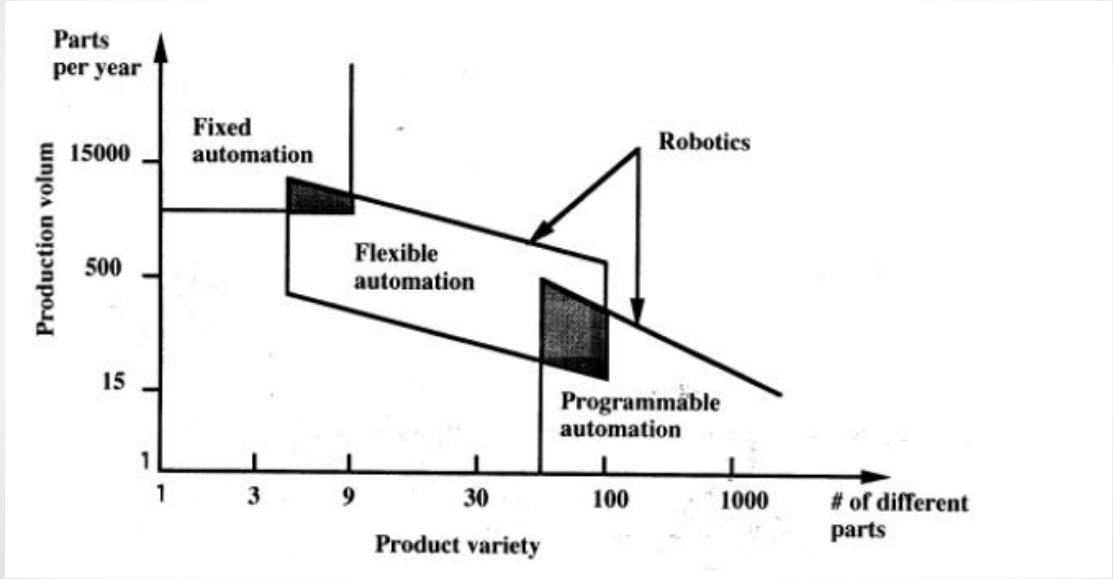 Parts
per year
Fixed
automation
Robotics
15000
Production volum
Flexible
automation
500
15
Programmable
automation
1
1
3
9
30
100
1000
# of different
parts
Product variety